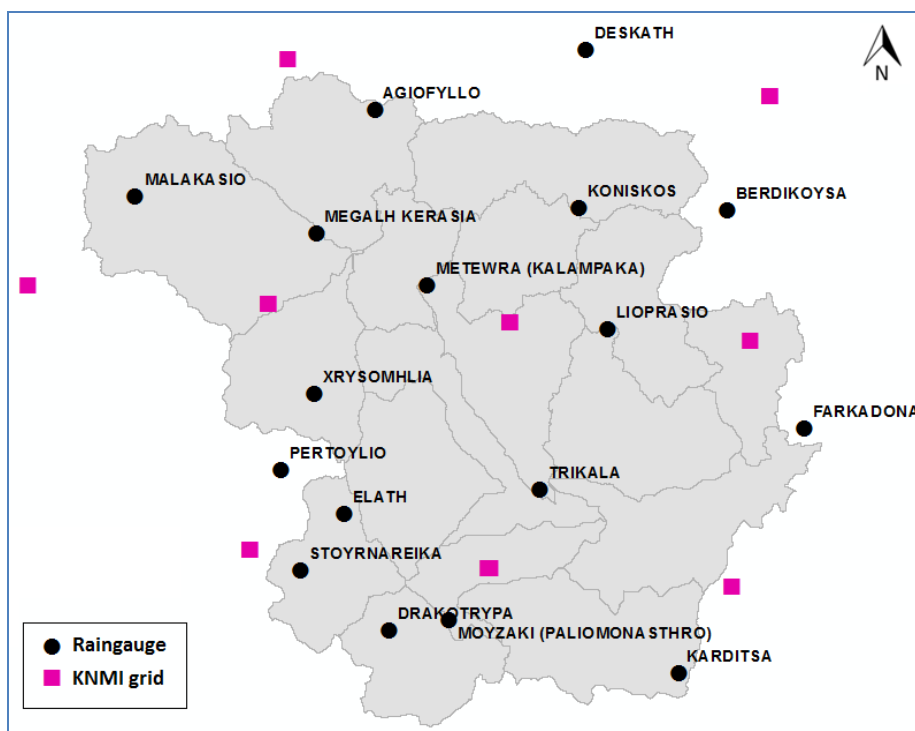 DESKATH
N
AGIOFYLLO
MALAKASIO
KONISKOS
BERDIKOYSA
MEGALH KERASIA
METEWRA (KALAMPAKA)
LIOPRASIO
XRYSOMHLIA
FARKADONA
PERTOYLIO
TRIKALA
ELATH
STOYRNAREIKA
DRAKOTRYPA
MOYZAKI (PALIOMONASTHRO)
KARDITSA
Raingauge
KNMI grid